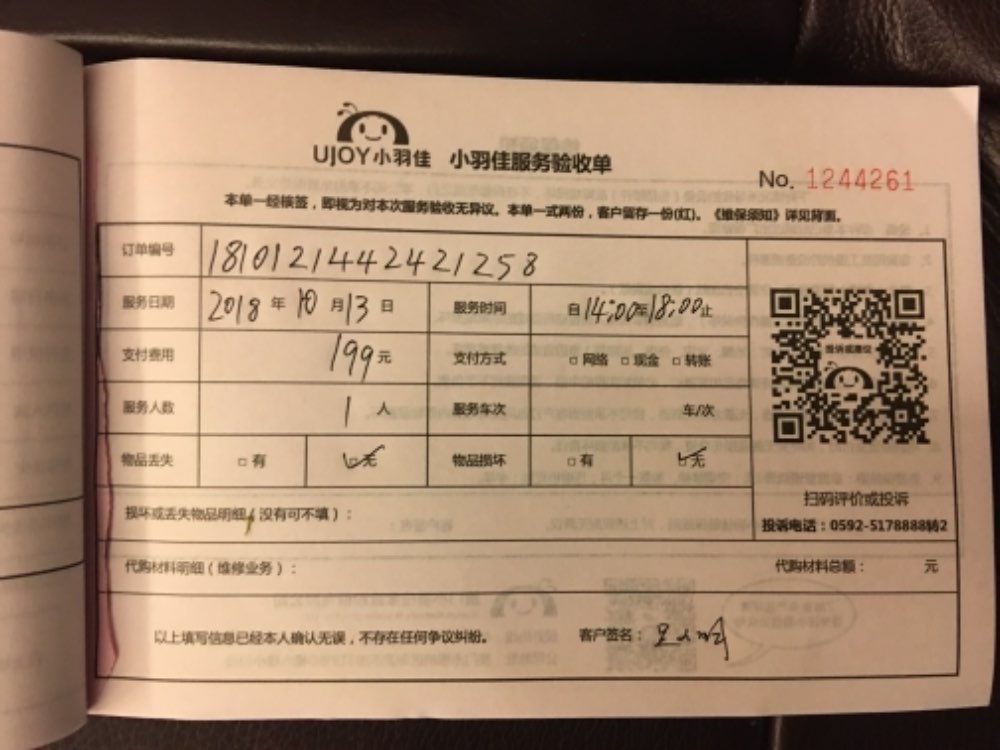 UJOY小羽佳 小羽佳服务验收单
No. 1244261
本单一经核签，即视为对本次服务验收无异议。本单一式两份，客户留存一份(红)。《维保须知》详见背面。
订单编号 1810121442421258
服务日期 2018 年 10 月 13 日 服务时间 自 14:00 至 18:00 止
支付费用 199 元 支付方式 □ 网络 □ 现金 □ 转账
服务人数 1 人 服务车次 车/次
物品丢失 □ 有 ☑ 无 物品损坏 □ 有 ☑ 无
投诉或建议
扫码评价或投诉
投诉电话：0592-5178888转2
损坏或丢失物品明细（没有可不填）：
代购材料明细（维修业务）： 代购材料总额： 元
以上填写信息已经本人确认无误，不存在任何争议纠纷。 客户签名：